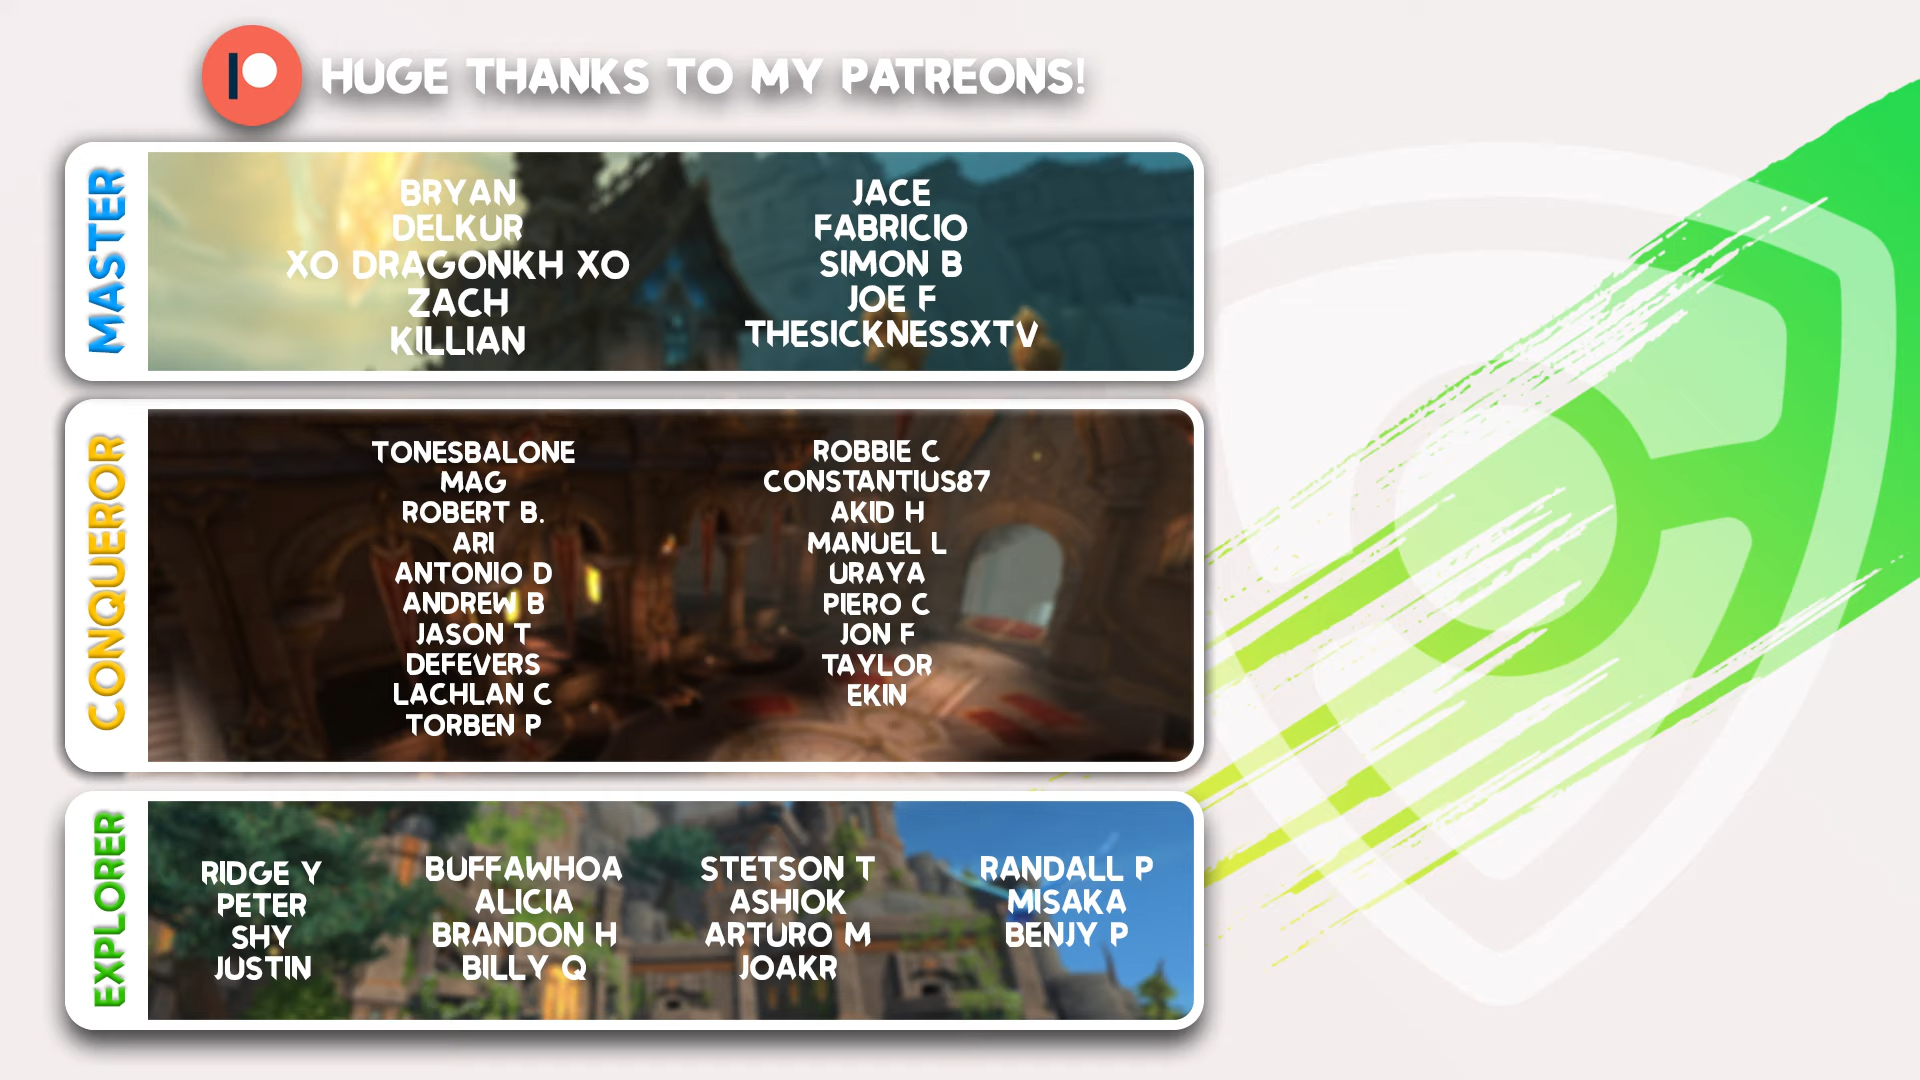 HUGE THANKS TO MY PATREONS!
MASTER
BRYAN
DELKUR
XO DRAGONKH XO
ZACH
KILLIAN
JACE
FABRICIO
SIMON B
JOE F
THESICKNESSXTV
CONQUEROR
TONESBALONE
MAG
ROBERT B.
ARI
ANTONIO D
ANDREW B
JASON T
DEFEVERS
LACHLAN C
TORBEN P
ROBBIE C
CONSTANTIUS87
AKID H
MANUEL L
URAYA
PIERO C
JON F
TAYLOR
EKIN
EXPLORER
RIDGE Y
PETER
SHY
JUSTIN
BUFFAWHOA
ALICIA
BRANDON H
BILLY Q
STETSON T
ASHIOK
ARTURO M
JOAKR
RANDALL P
MISAKA
BENJY P